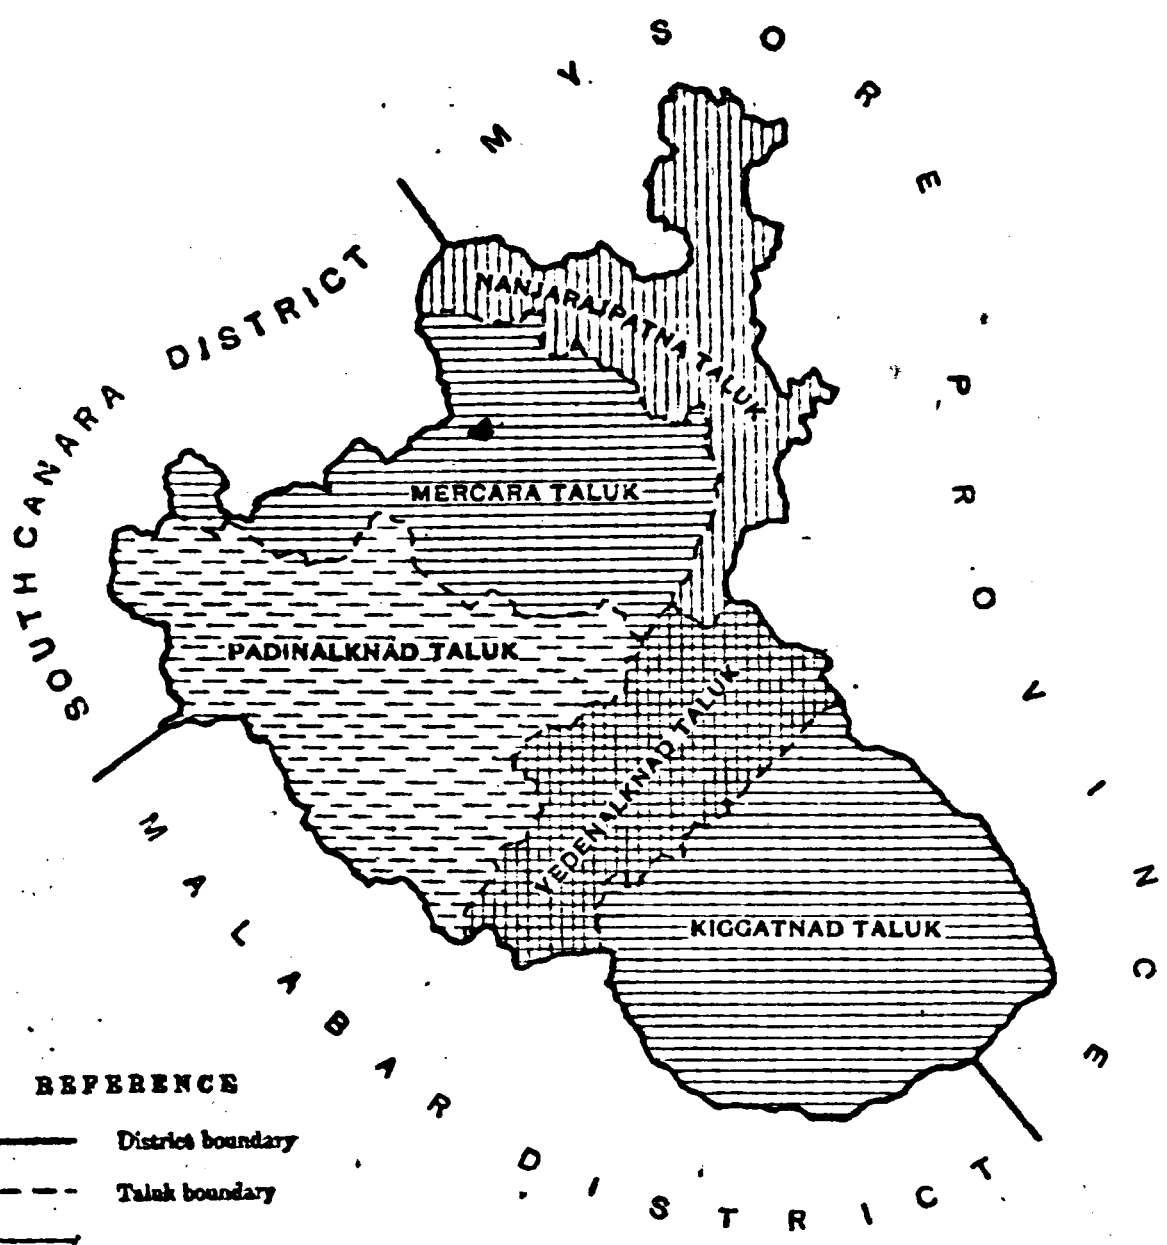 MYSORE PROVINCE
SOUTH CANARA DISTRICT
NANJARAJPATNA TALUK
MERCARA TALUK
PADINALKNAD TALUK
YEDENALKNAD TALUK
KIGGATNAD TALUK
MALABAR DISTRICT
REFERENCE
District boundary
Taluk boundary